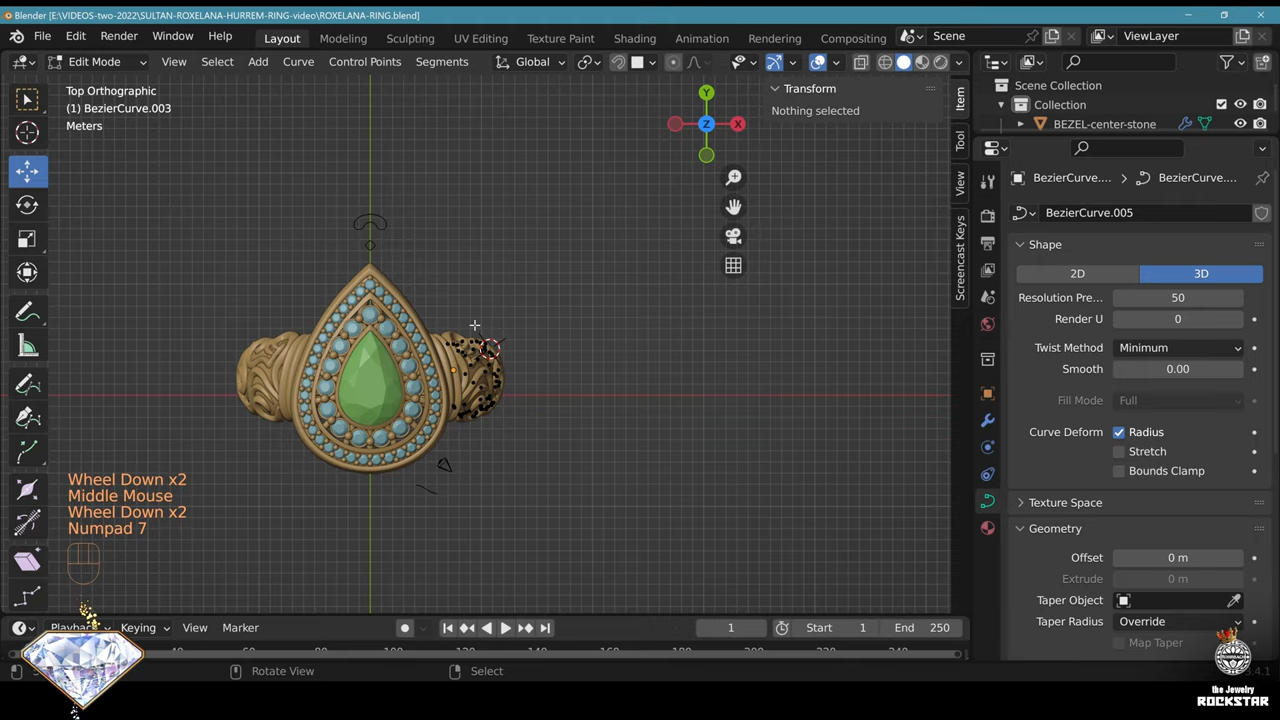 Blender [E:\VIDEOS-two-2022\SULTAN-ROXELANA-HURREM-RING-video\ROXELANA-RING.blend]
File Edit Render Window Help Layout Modeling Sculpting UV Editing Texture Paint Shading Animation Rendering Compositing Scene ViewLayer
Edit Mode View Select Add Curve Control Points Segments Global
Top Orthographic
(1) BezierCurve.003
Meters
Y
Z
X
Transform
Nothing selected
Item
Tool
View
Screencast Keys
Scene Collection
Collection
BEZEL-center-stone
BezierCurve.... BezierCurve....
BezierCurve.005
Shape
2D 3D
Resolution Pre... 50
Render U 0
Twist Method Minimum
Smooth 0.00
Fill Mode Full
Curve Deform Radius
Stretch
Bounds Clamp
Texture Space
Geometry
Offset 0 m
Extrude 0 m
Taper Object
Taper Radius Override
Map Taper
Wheel Down x2
Middle Mouse
Wheel Down x2
Numpad 7
Playback Keying View Marker 1 Start 1 End 250
Rotate View Select
the Jewelry
ROCKSTAR